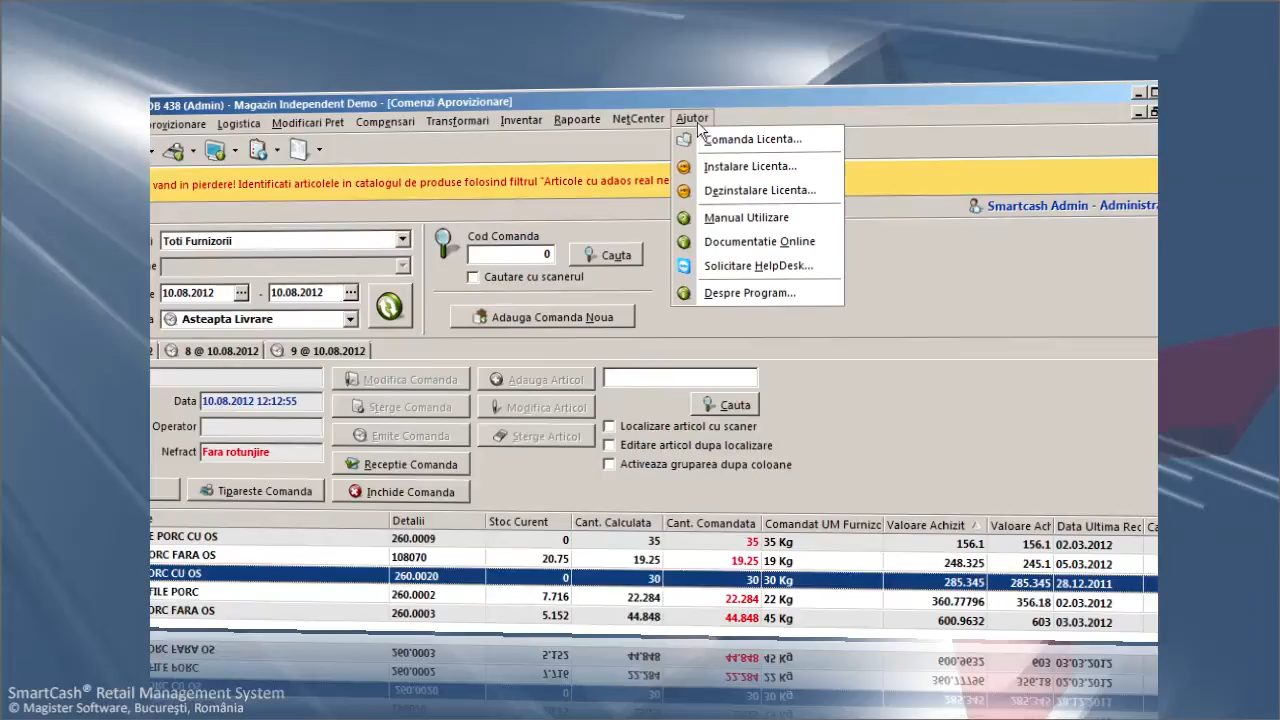 OB 438 (Admin) - Magazin Independent Demo - [Comenzi Aprovizionare]
rovizionare Logistica Modificari Pret Compensari Transformari Inventar Rapoarte NetCenter Ajutor
Comanda Licenta...
Instalare Licenta...
Dezinstalare Licenta...
Manual Utilizare
Documentatie Online
Solicitare HelpDesk...
Despre Program...
vand in pierdere! Identificati articolele in catalogul de produse folosind filtrul "Articole cu adaos real ne
Smartcash Admin - Administra
Toti Furnizorii
Cod Comanda
0 Cauta
Cautare cu scanerul
10.08.2012 ... - 10.08.2012 ...
Asteapta Livrare
Adauga Comanda Noua
8 @ 10.08.2012 9 @ 10.08.2012
Modifica Comanda Adauga Articol
Data 10.08.2012 12:12:55 Sterge Comanda Modifica Articol Cauta
Operator Emite Comanda Sterge Articol Localizare articol cu scaner
Editare articol dupa localizare
Nefract Fara rotunjire Receptie Comanda Activeaza gruparea dupa coloane
Tipareste Comanda Inchide Comanda
e Detalii Stoc Curent Cant. Calculata Cant. Comandata Comandat UM Furnizc Valoare Achizit Valoare Ach Data Ultima Rec Ca
E PORC CU OS 260.0009 0 35 35 35 Kg 156.1 156.1 02.03.2012
ORC FARA OS 108070 20.75 19.25 19.25 19 Kg 248.325 245.1 05.03.2012
ORC CU OS 260.0020 0 30 30 30 Kg 285.345 285.345 28.12.2011
FILE PORC 260.0002 7.716 22.284 22.284 22 Kg 360.77796 356.18 02.03.2012
ORC FARA OS 260.0003 5.152 44.848 44.848 45 Kg 600.9632 603 03.03.2012
SmartCash® Retail Management System
© Magister Software, Bucureşti, România